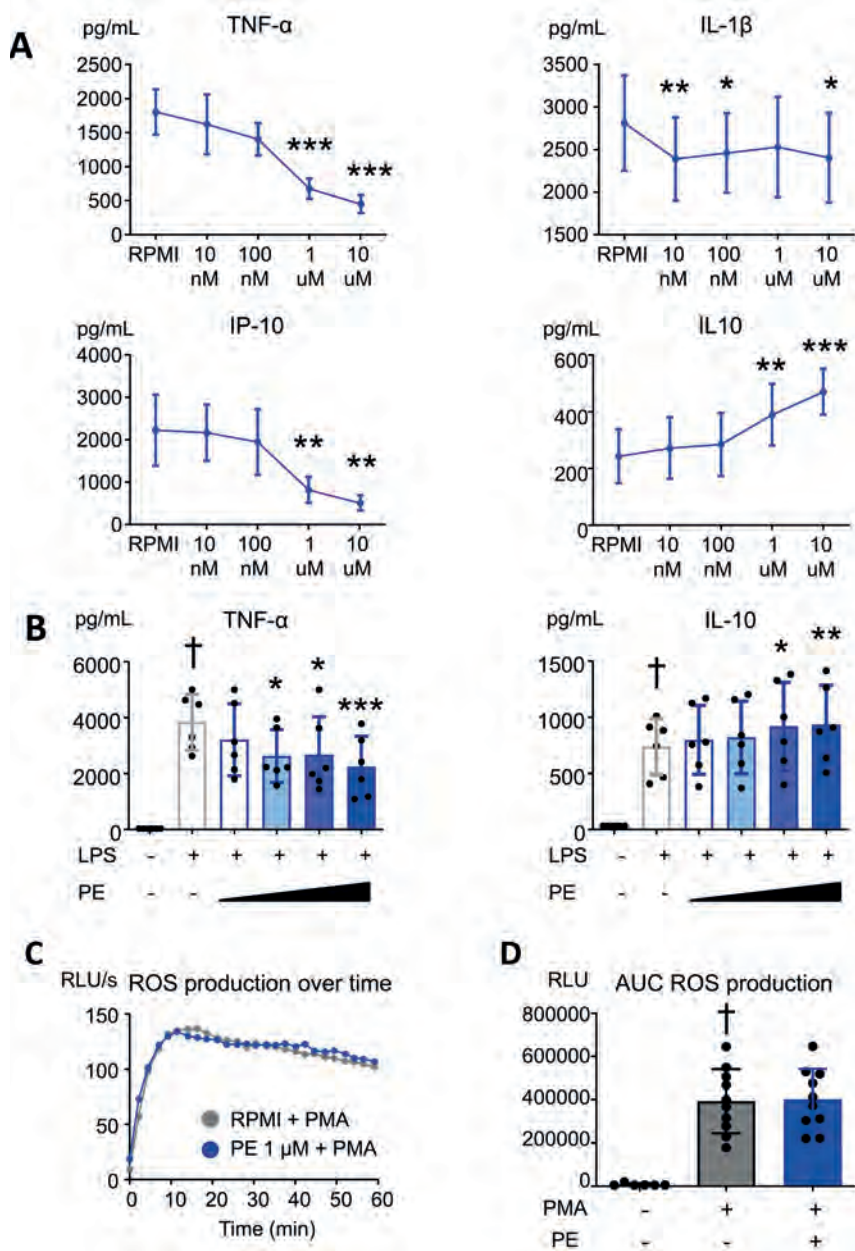 A
pg/mL TNF-α
2500
2000
1500
1000
500
0
*** ***
RPMI 10 100 1 10
nM nM uM uM
pg/mL IL-1β
3500
3000
2500
2000
1500
** * *
RPMI 10 100 1 10
nM nM uM uM
pg/mL IP-10
4000
3000
2000
1000
0
** **
RPMI 10 100 1 10
nM nM uM uM
pg/mL IL10
600
400
200
0
** ***
RPMI 10 100 1 10
nM nM uM uM
B
pg/mL TNF-α
6000
4000
2000
0
† * * ***
LPS - + + + + +
PE - -
pg/mL IL-10
1500
1000
500
0
† * **
LPS - + + + + +
PE - -
C
RLU/s ROS production over time
150
100
50
0
RPMI + PMA
PE 1 µM + PMA
0 10 20 30 40 50 60
Time (min)
D
RLU AUC ROS production
800000
600000
400000
200000
0
†
PMA - + +
PE - - +